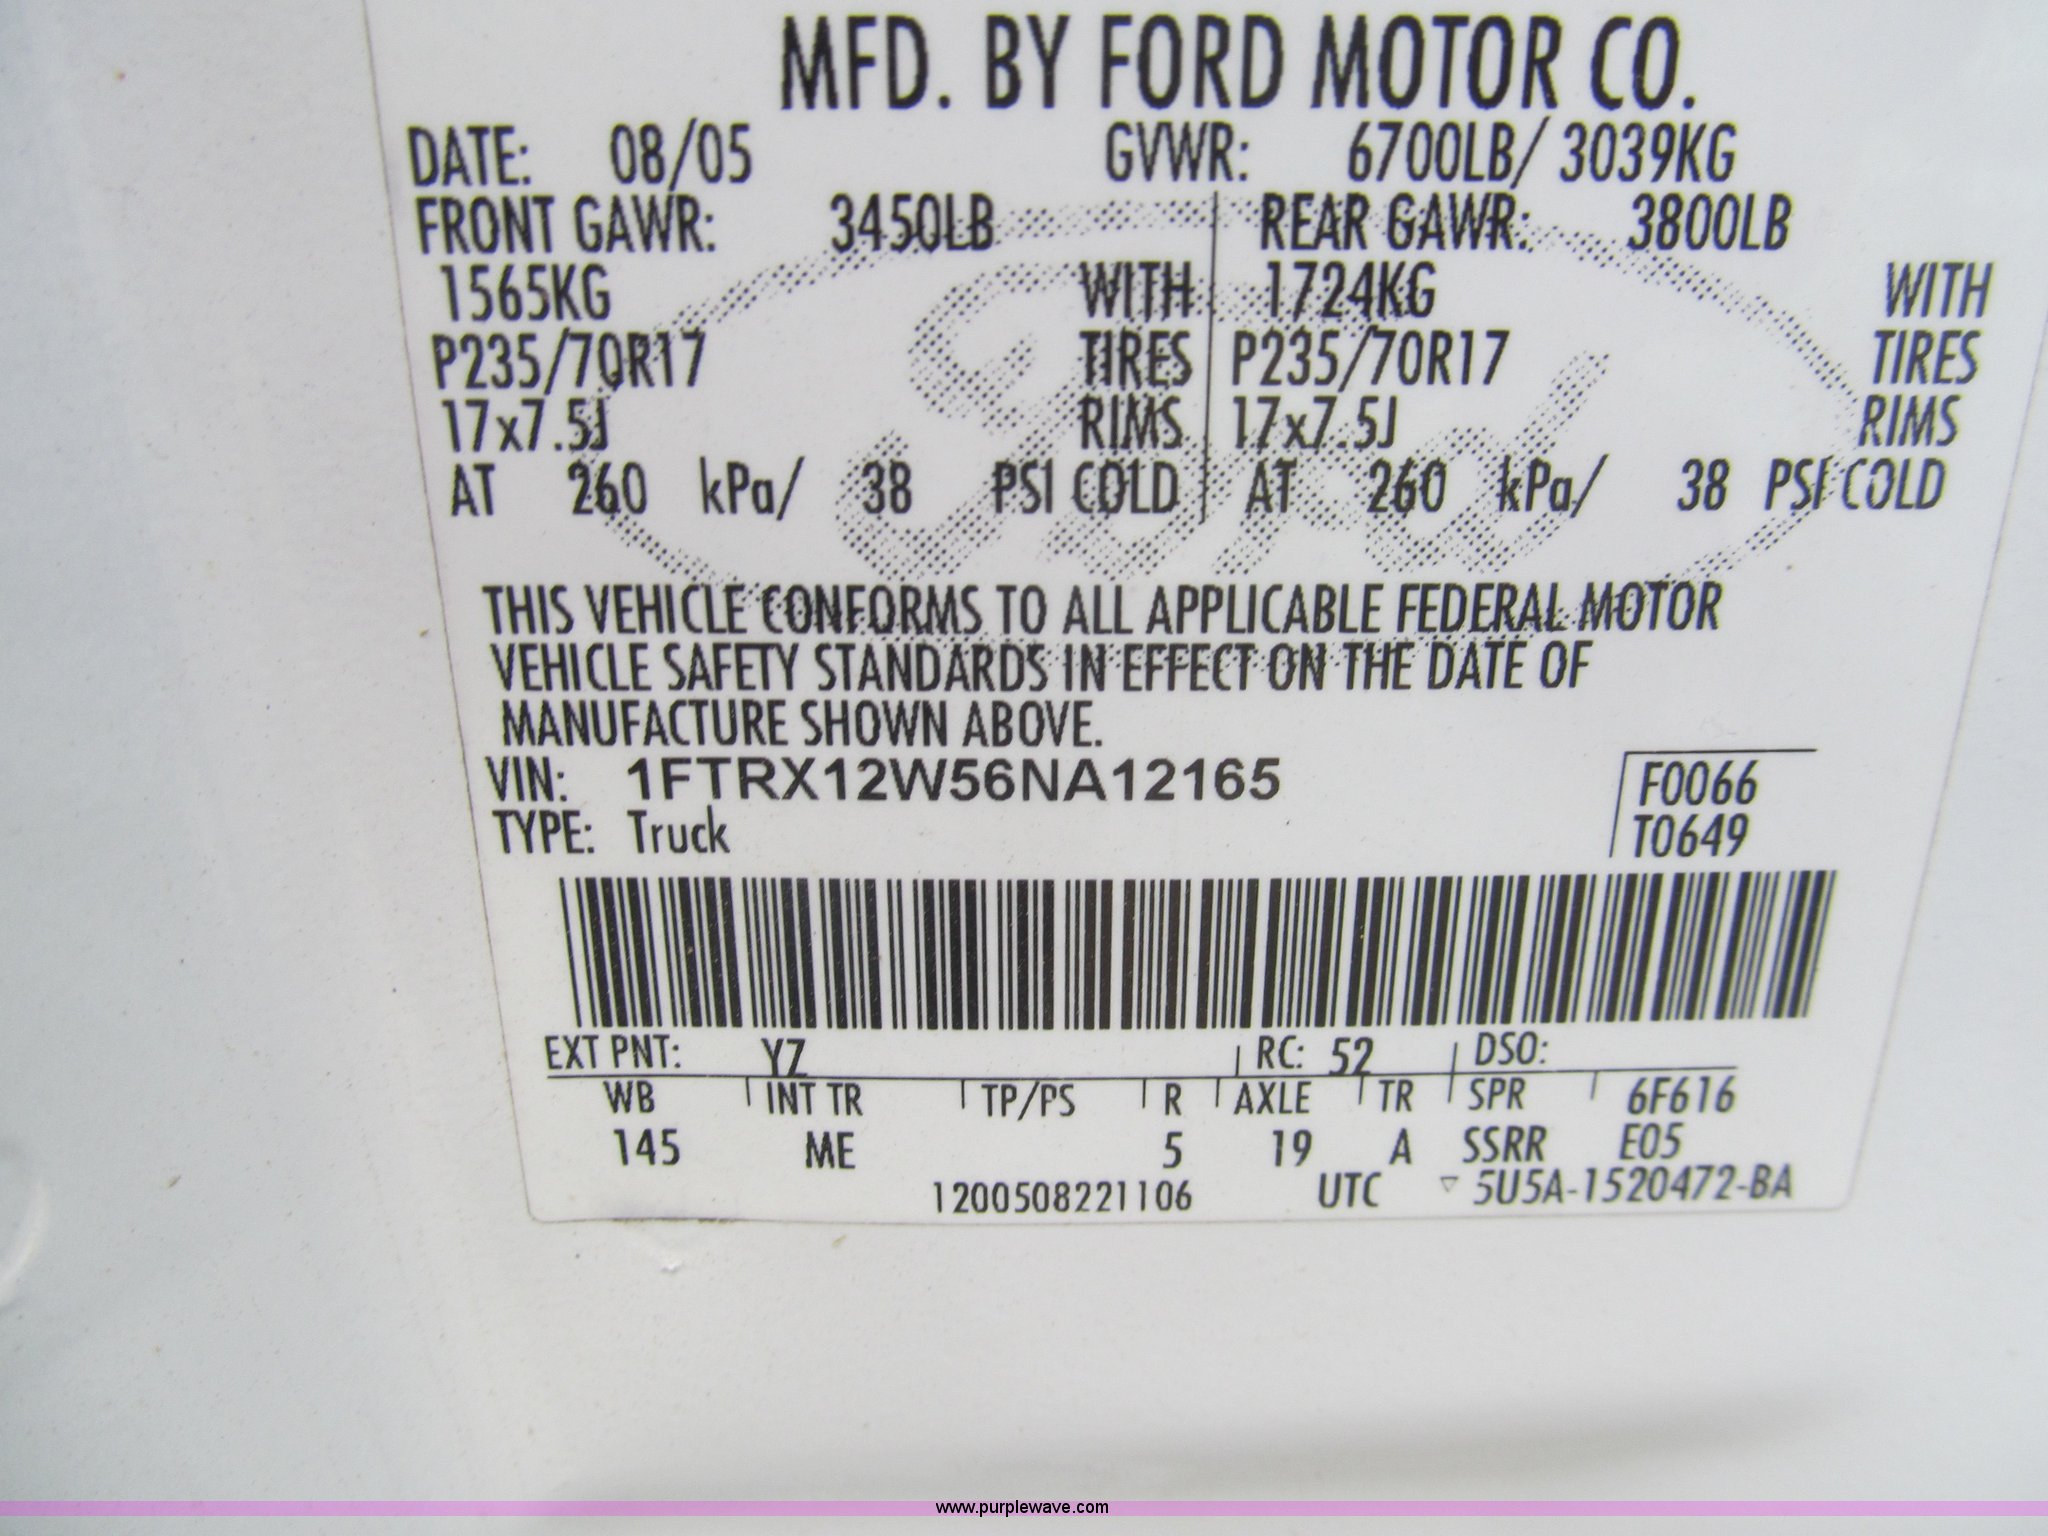 MFD. BY FORD MOTOR CO.
DATE: 08/05 GVWR: 6700LB/ 3039KG
FRONT GAWR: 3450LB REAR GAWR: 3800LB
1565KG WITH 1724KG WITH
P235/70R17 TIRES P235/70R17 TIRES
17x7.5J RIMS 17x7.5J RIMS
AT 260 kPa/ 38 PSI COLD AT 260 kPa/ 38 PSI COLD
Ford
THIS VEHICLE CONFORMS TO ALL APPLICABLE FEDERAL MOTOR
VEHICLE SAFETY STANDARDS IN EFFECT ON THE DATE OF
MANUFACTURE SHOWN ABOVE.
VIN: 1FTRX12W56NA12165 F0066
TYPE: Truck T0649
EXT PNT: YZ RC: 52 DSO:
WB INT TR TP/PS R AXLE TR SPR 6F616
145 ME 5 19 A SSRR E05
1200508221106 UTC ▽ 5U5A-1520472-BA
www.purplewave.com